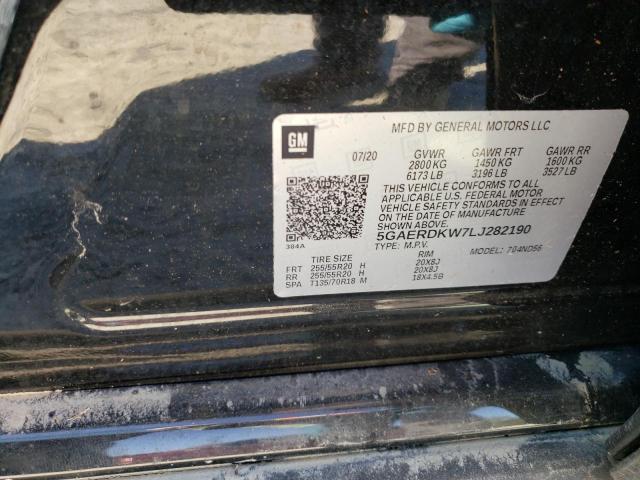 GM
MFD BY GENERAL MOTORS LLC
07/20 GVWR GAWR FRT GAWR RR
2800 KG 1450 KG 1600 KG
6173 LB 3196 LB 3527 LB
THIS VEHICLE CONFORMS TO ALL
APPLICABLE U.S. FEDERAL MOTOR
VEHICLE SAFETY STANDARDS IN EFFECT
ON THE DATE OF MANUFACTURE
SHOWN ABOVE.
5GAERDKW7LJ282190
384A
TYPE: M.P.V. MODEL: 704ND56
TIRE SIZE RIM
FRT 255/55R20 H 20X8J
RR 255/55R20 H 20X8J
SPA T135/70R18 M 18X4.5B